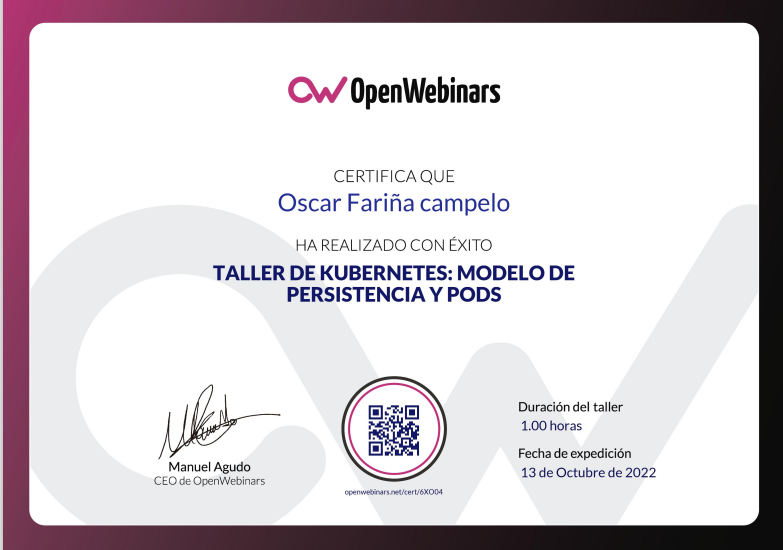 OpenWebinars
CERTIFICA QUE
Oscar Fariña campelo
HA REALIZADO CON ÉXITO
TALLER DE KUBERNETES: MODELO DE
PERSISTENCIA Y PODS
Manuel Agudo
CEO de OpenWebinars
openwebinars.net/cert/6XO04
Duración del taller
1.00 horas
Fecha de expedición
13 de Octubre de 2022